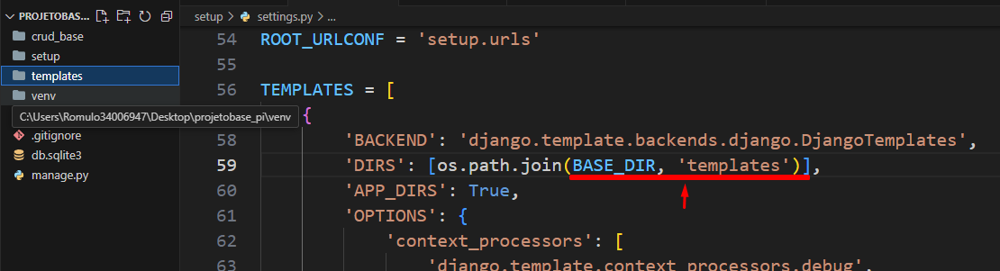 PROJETOBAS...
crud_base
setup
templates
venv
C:\Users\Romulo34006947\Desktop\projetobase_pi\venv
.gitignore
db.sqlite3
manage.py
setup > settings.py > ...
54 ROOT_URLCONF = 'setup.urls'
55
56 TEMPLATES = [
{
58 'BACKEND': 'django.template.backends.django.DjangoTemplates',
59 'DIRS': [os.path.join(BASE_DIR, 'templates')],
60 'APP_DIRS': True,
61 'OPTIONS': {
62 'context_processors': [
63 'django.template.context_processors.debug',